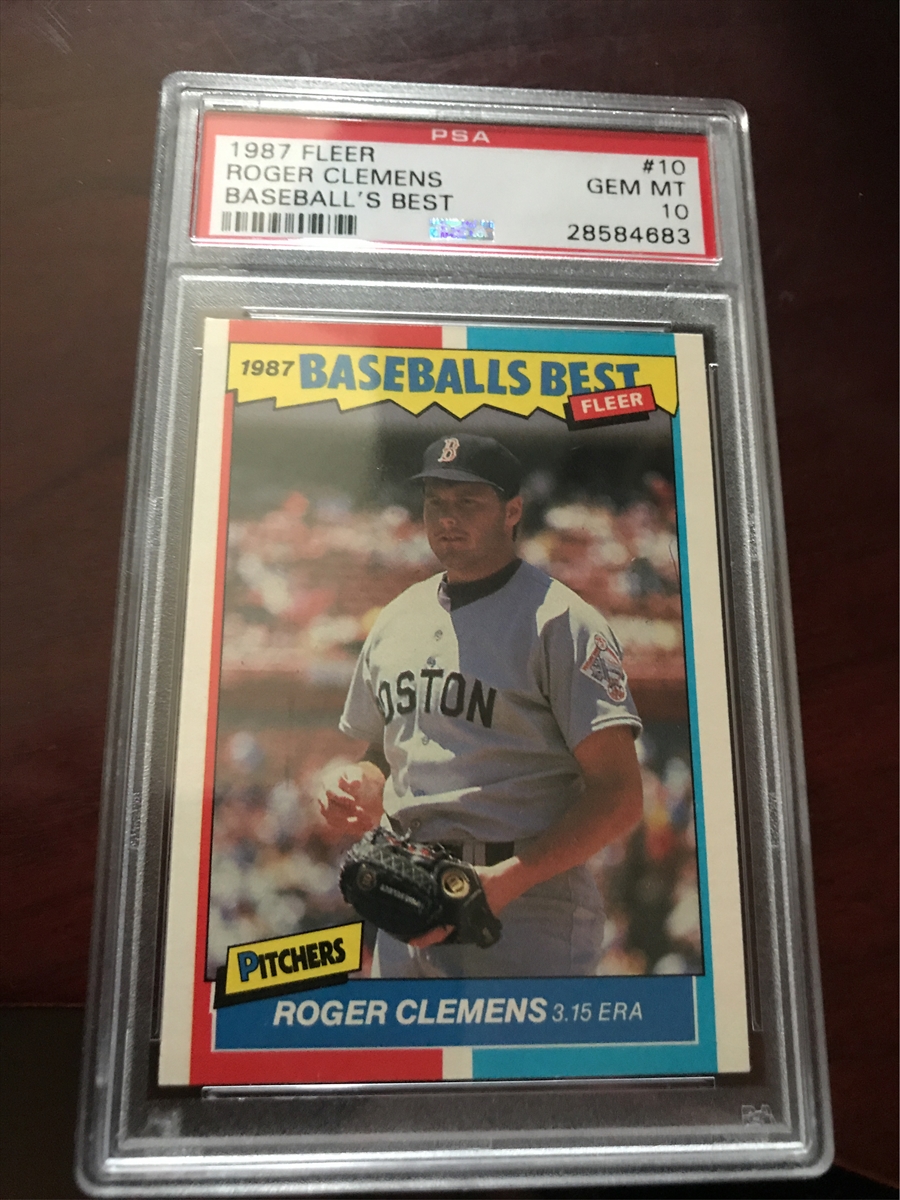 PSA
1987 FLEER
ROGER CLEMENS
BASEBALL'S BEST
#10
GEM MT
10
28584683
1987 BASEBALLS BEST
FLEER
B
OSTON
PITCHERS
ROGER CLEMENS 3.15 ERA